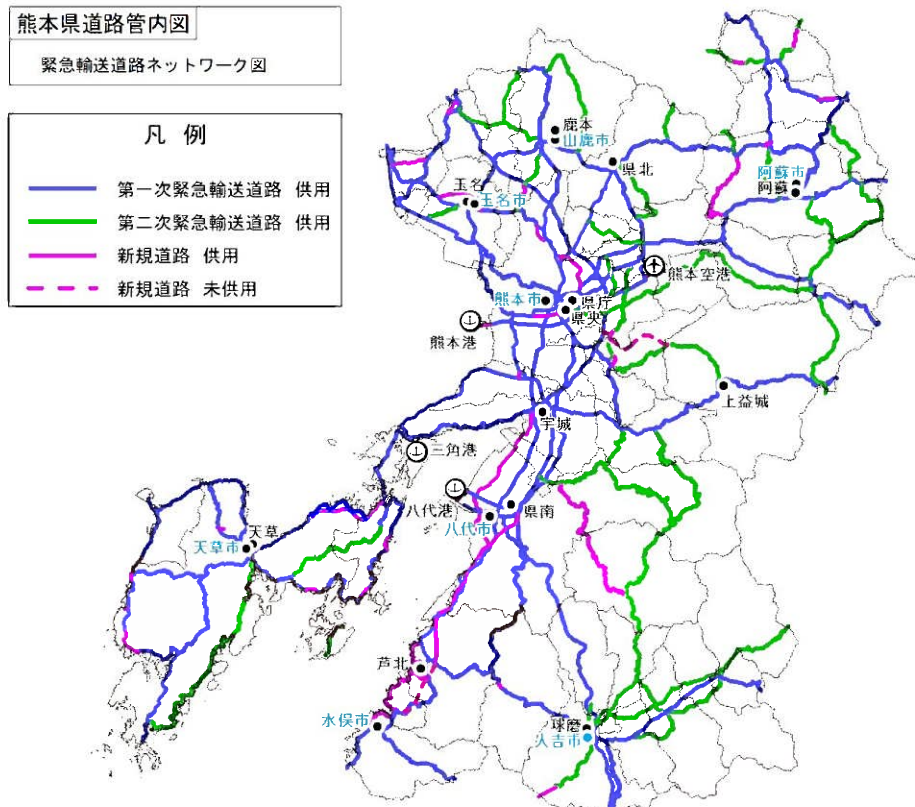 熊本県道路管内図
緊急輸送道路ネットワーク図
凡 例
第一次緊急輸送道路 供用
第二次緊急輸送道路 供用
新規道路 供用
新規道路 未供用
鹿本
山鹿市
県北
阿蘇市
阿蘇
玉名
玉名市
熊本空港
熊本市
県庁
県央
熊本港
上益城
宇城
三角港
八代港
県南
八代市
天草
天草市
芦北
水俣市
球磨
人吉市